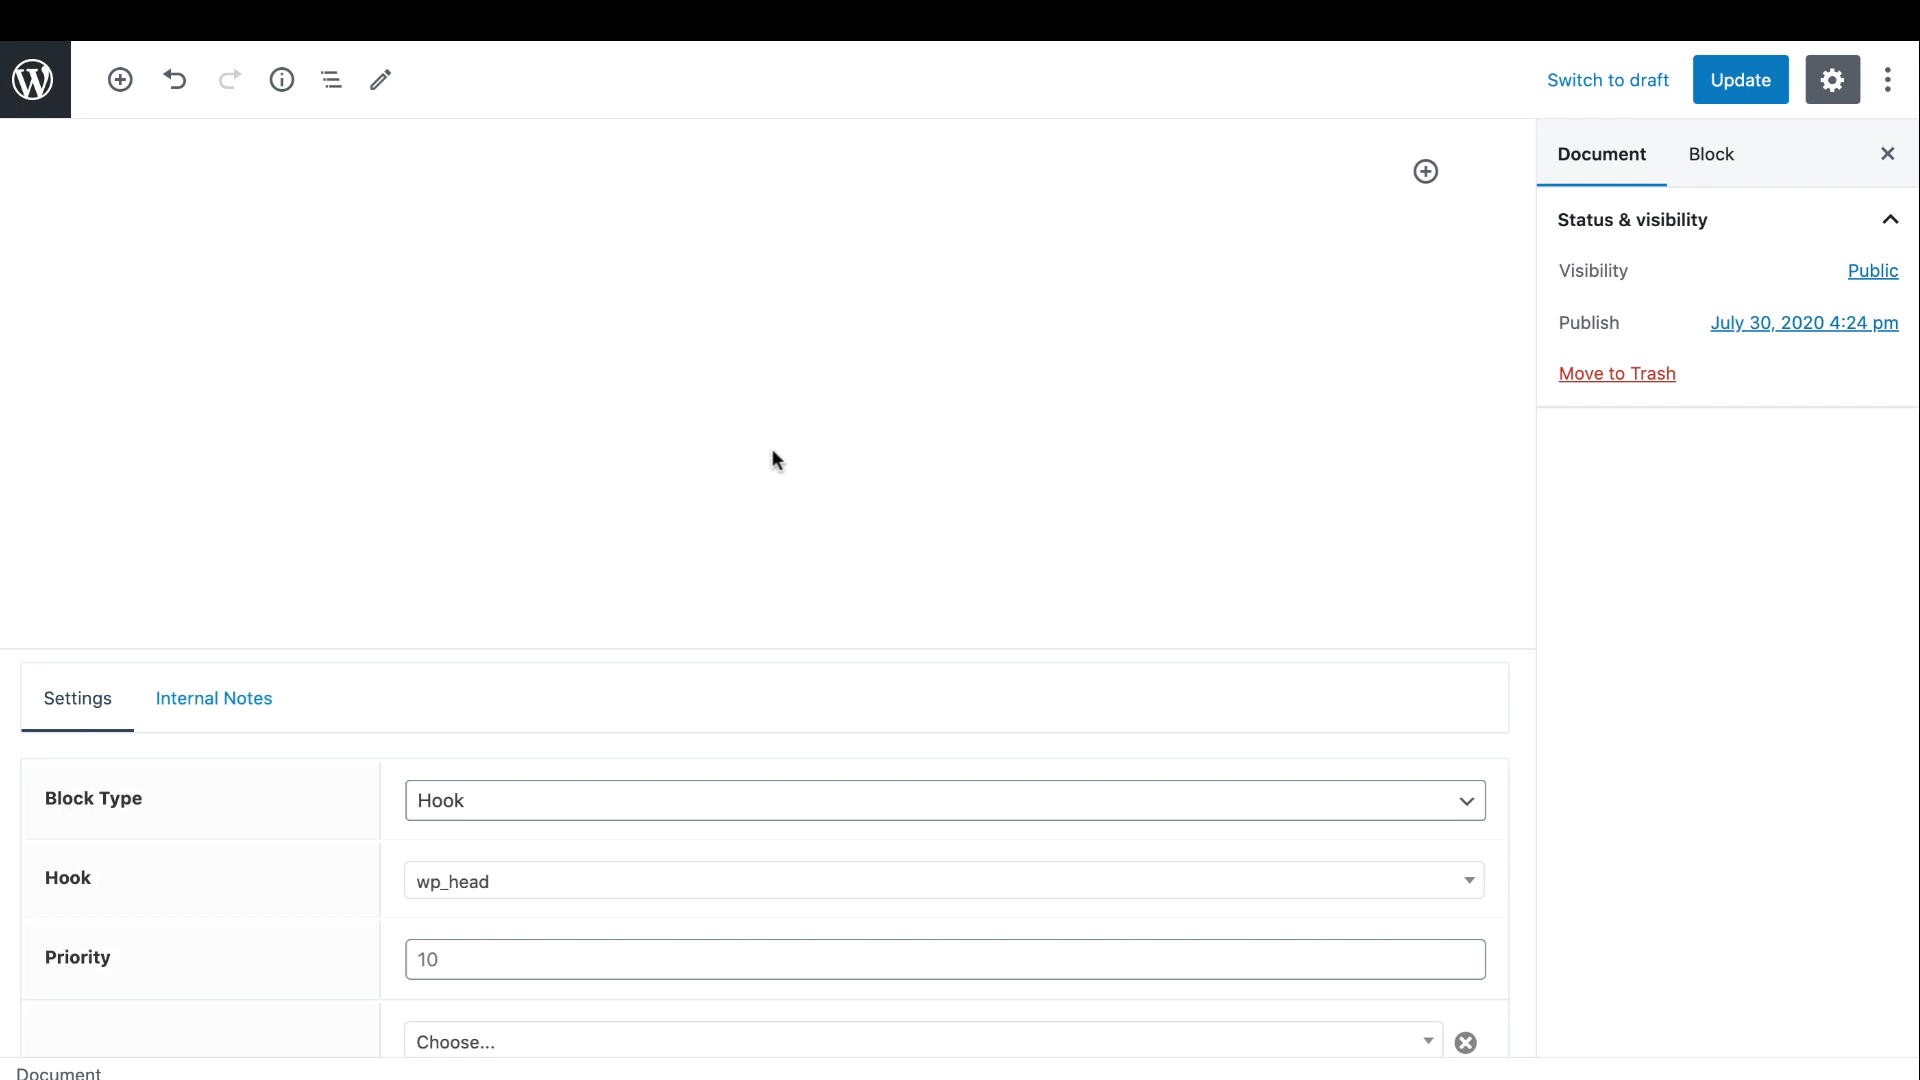 Switch to draft
Update
Document
Block
Status & visibility
Visibility
Public
Publish
July 30, 2020 4:24 pm
Move to Trash
Settings
Internal Notes
Block Type
Hook
Hook
wp_head
Priority
10
Choose...
Document